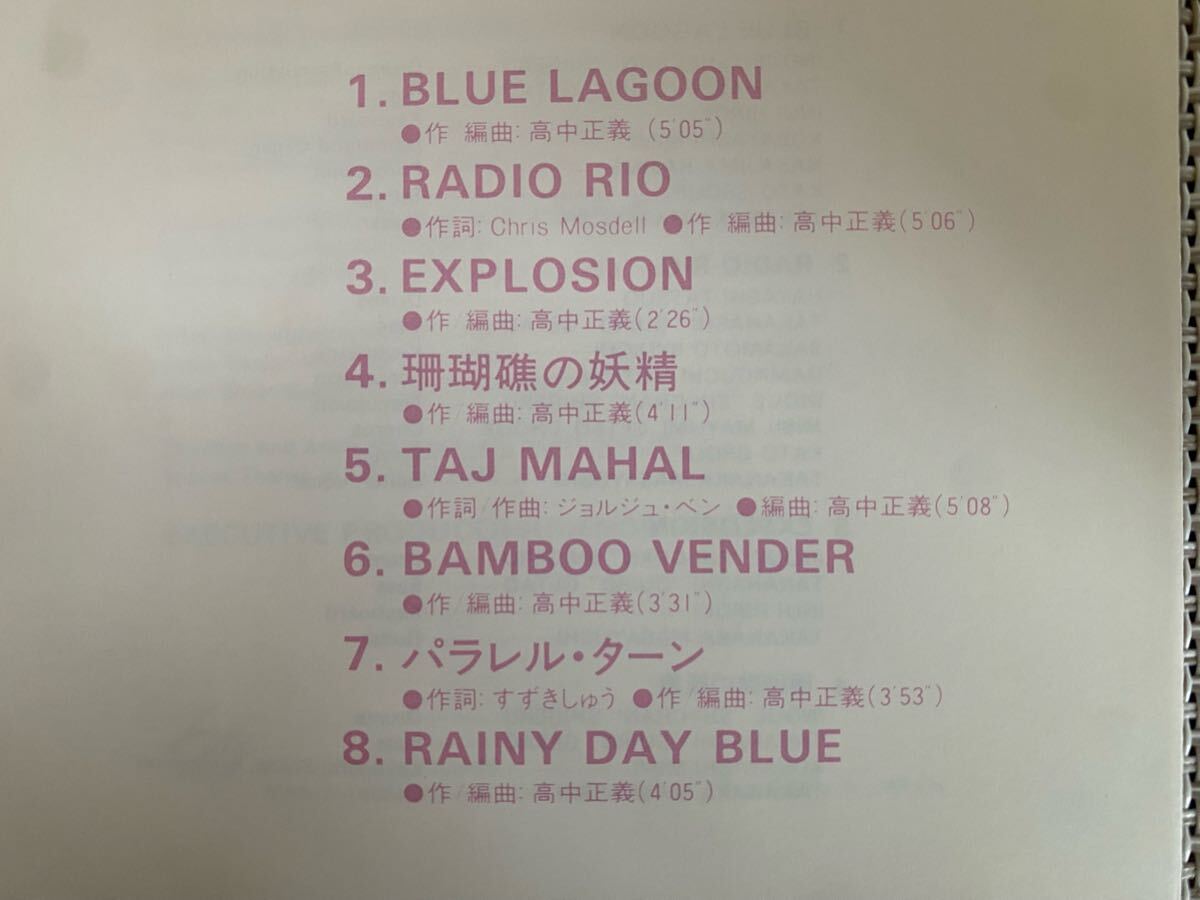 1. BLUE LAGOON
●作 編曲: 高中正義 (5'05")
2. RADIO RIO
●作詞: Chris Mosdell ●作 編曲: 高中正義(5'06")
3. EXPLOSION
●作 編曲: 高中正義(2'26")
4. 珊瑚礁の妖精
●作 編曲: 高中正義(4'11")
5. TAJ MAHAL
●作詞/作曲: ジョルジュ・ベン ●編曲: 高中正義(5'08")
6. BAMBOO VENDER
●作/編曲: 高中正義(3'31")
7. パラレル・ターン
●作詞: すずきしゅう ●作 編曲: 高中正義(3'53")
8. RAINY DAY BLUE
●作/編曲: 高中正義(4'05")